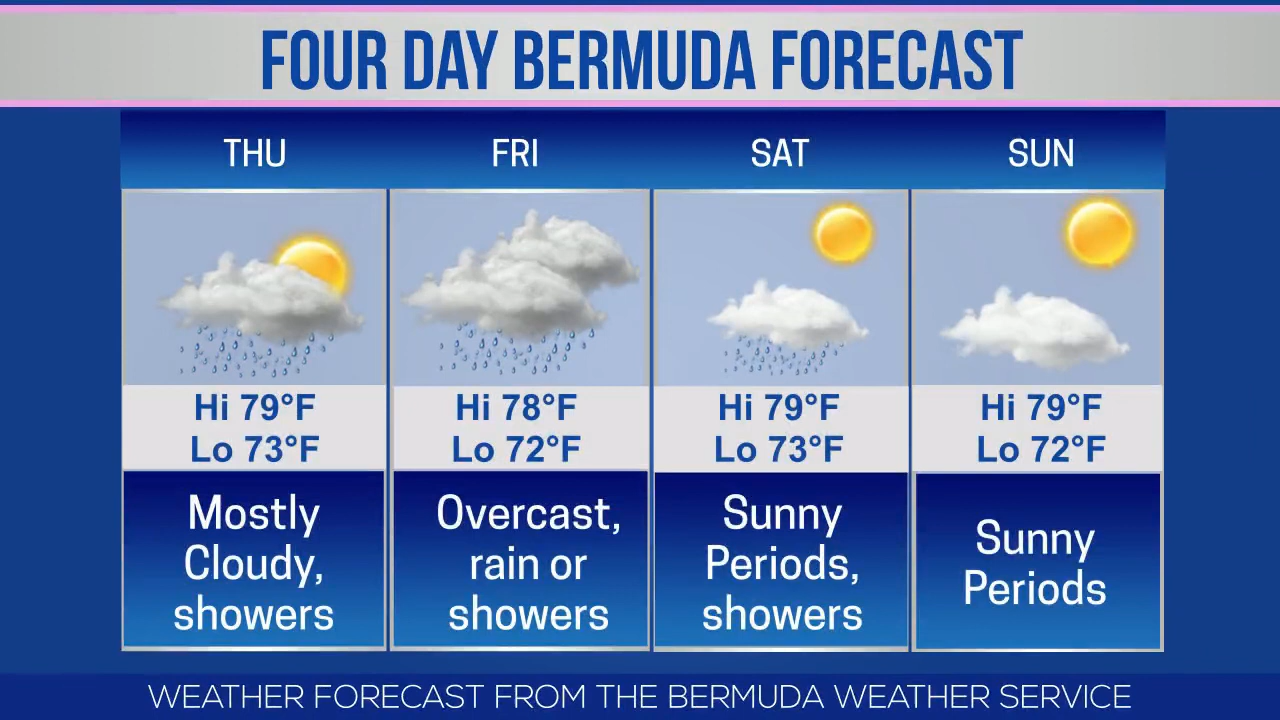 FOUR DAY BERMUDA FORECAST
THU
FRI
SAT
SUN
Hi 79°F
Lo 73°F
Hi 78°F
Lo 72°F
Hi 79°F
Lo 73°F
Hi 79°F
Lo 72°F
Mostly
Cloudy,
showers
Overcast,
rain or
showers
Sunny
Periods,
showers
Sunny
Periods
WEATHER FORECAST FROM THE BERMUDA WEATHER SERVICE